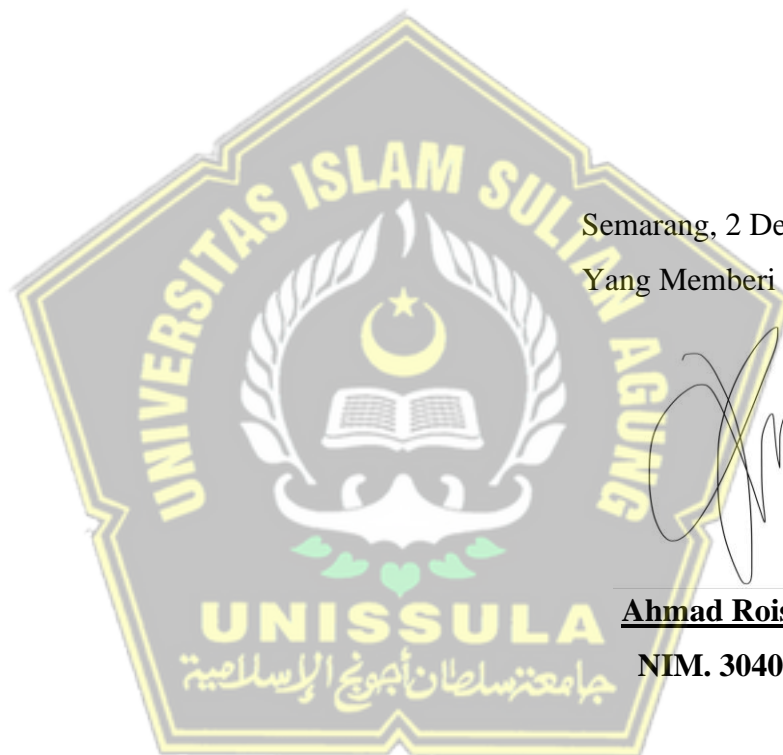 UNIVERSITAS ISLAM SULTAN AGUNG
Semarang, 2 De
Yang Memberi
Ahmad Rois
NIM. 3040
UNISSULA
جامعة سلطان أجونج الإسلامية